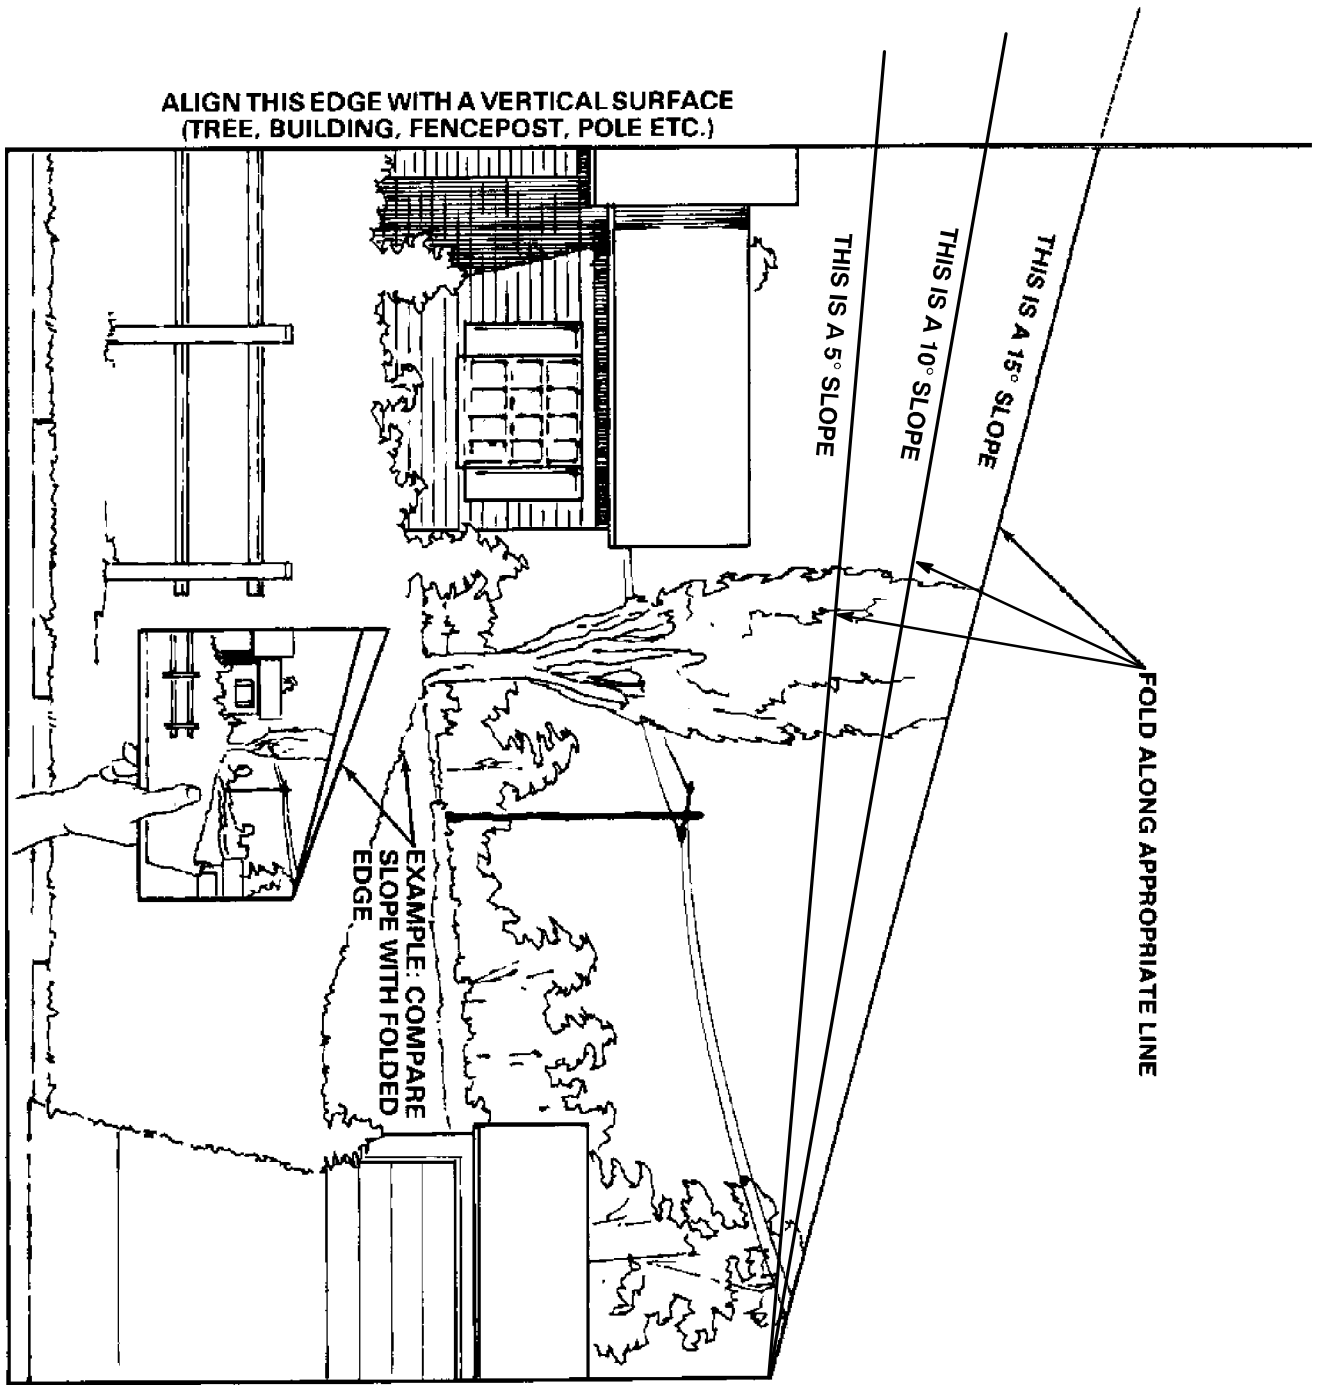 ALIGN THIS EDGE WITH A VERTICAL SURFACE
(TREE, BUILDING, FENCEPOST, POLE ETC.)
THIS IS A 5° SLOPE
THIS IS A 10° SLOPE
THIS IS A 15° SLOPE
FOLD ALONG APPROPRIATE LINE
EXAMPLE: COMPARE
SLOPE WITH FOLDED
EDGE